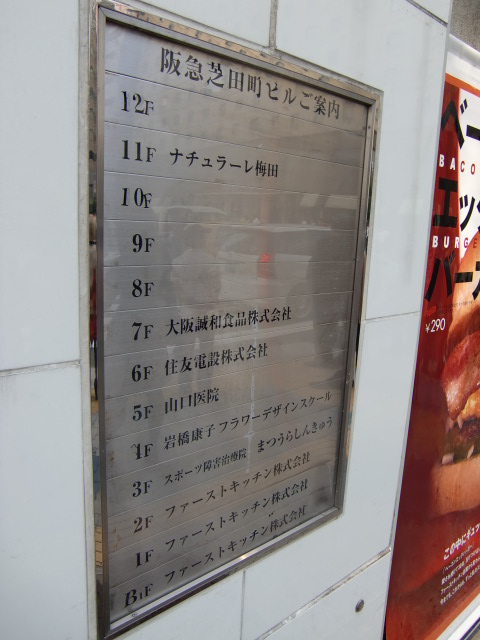 阪急芝田町ビルご案内
12F
11F ナチュラーレ梅田
10F
9F
8F
7F 大阪誠和食品株式会社
6F 住友電設株式会社
5F 山口医院
4F 岩橋康子フラワーデザインスクール
3F スポーツ障害治療院 まつうらしんきゅう
2F ファーストキッチン株式会社
1F ファーストキッチン株式会社
B1F ファーストキッチン株式会社
ベー
BACO
エッ
BURGE
バー
¥290